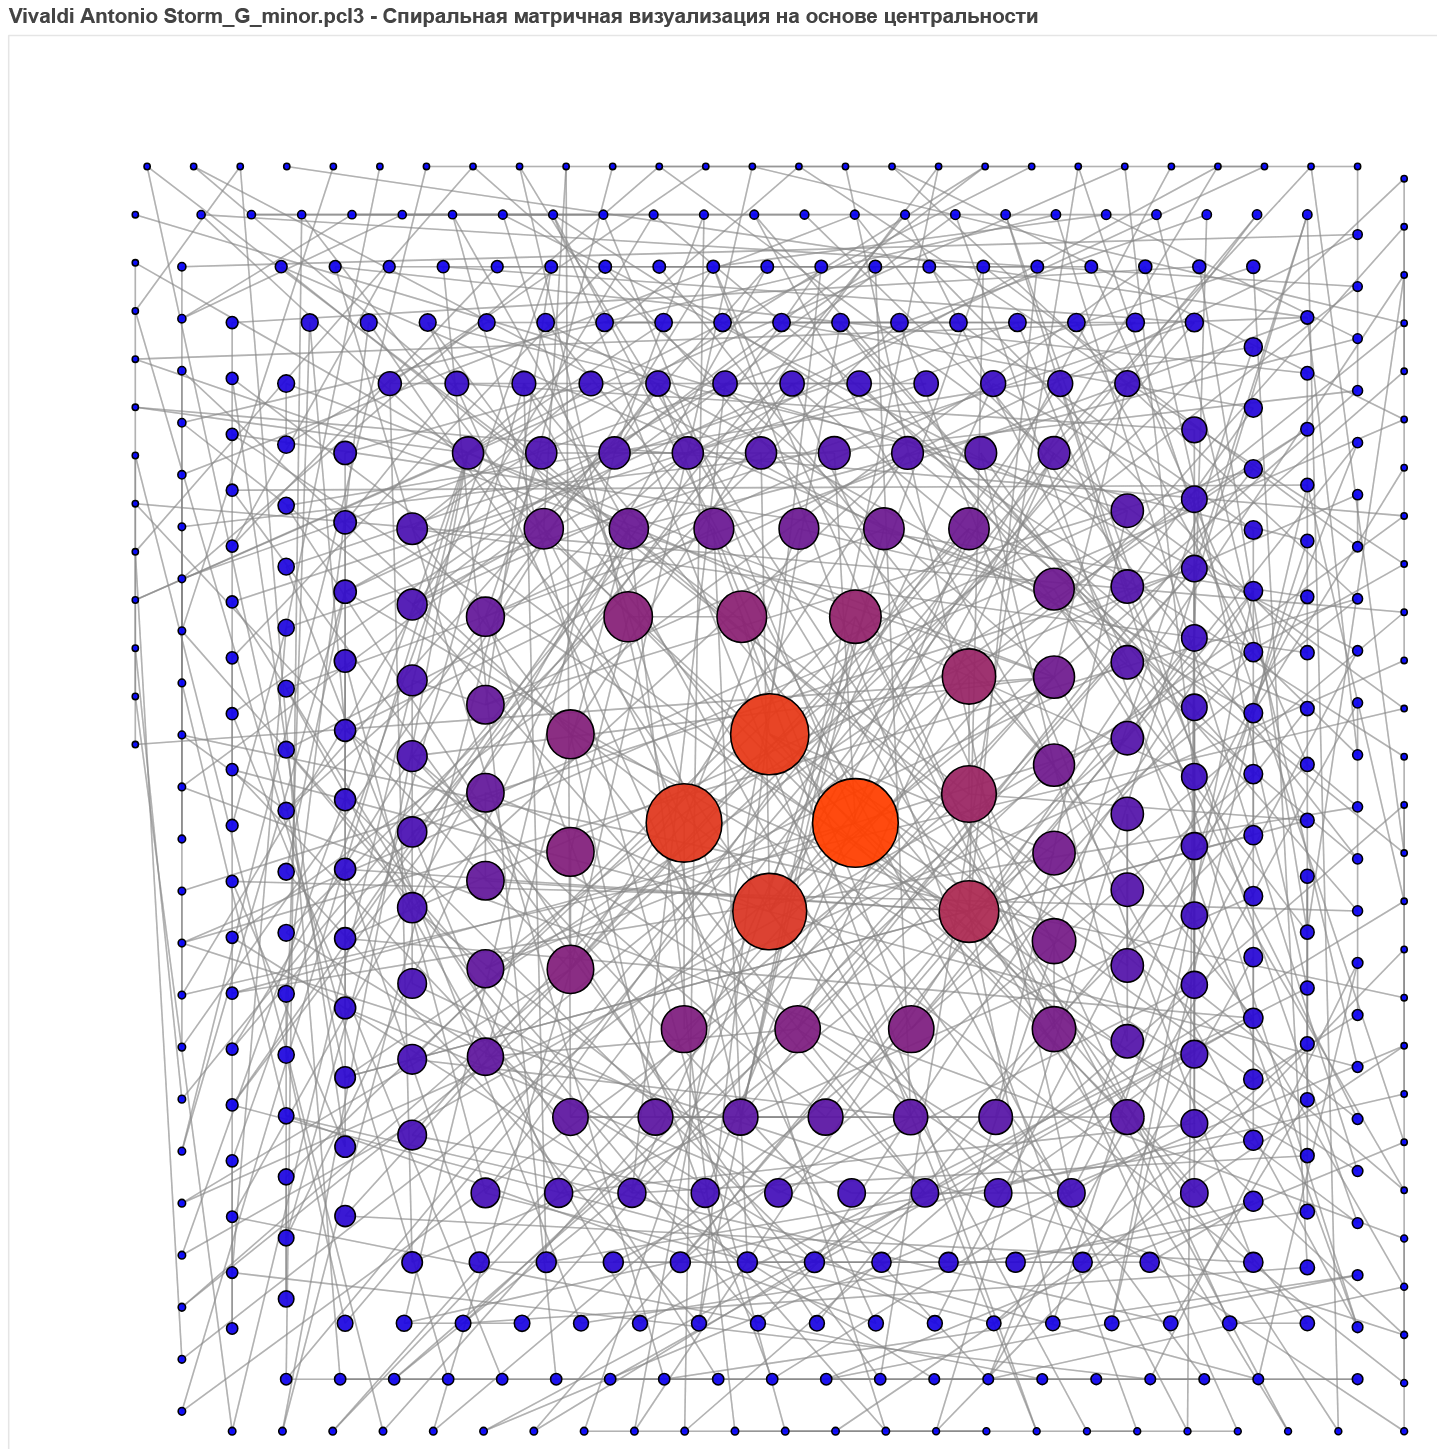 Vivaldi Antonio Storm_G_minor.pcl3 - Спиральная матричная визуализация на основе центральности